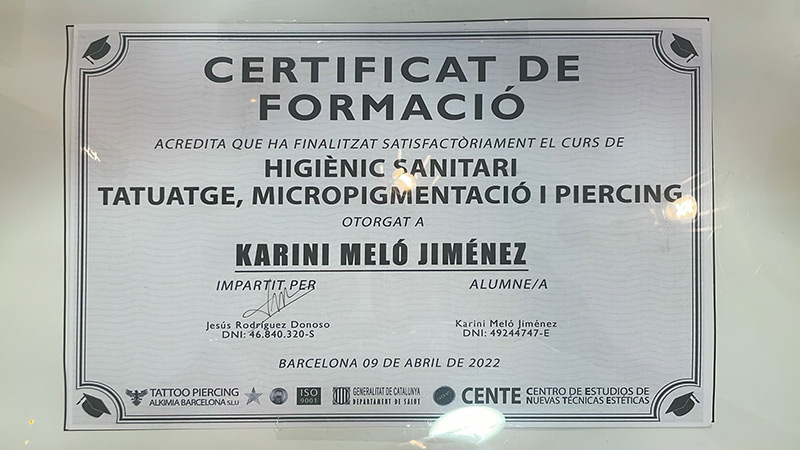 CERTIFICAT DE
FORMACIÓ
ACREDITA QUE HA FINALITZAT SATISFACTÒRIAMENT EL CURS DE
HIGIÈNIC SANITARI
TATUATGE, MICROPIGMENTACIÓ I PIERCING
OTORGAT A
KARINI MELÓ JIMÉNEZ
IMPARTIT PER
ALUMNE/A
Jesús Rodríguez Donoso
DNI: 46.840.320-S
Karini Meló Jiménez
DNI: 49244747-E
BARCELONA 09 DE ABRIL DE 2022
TATTOO PIERCING
ALKIMIA BARCELONA S.L.U
ISO
9001
GENERALITAT DE CATALUNYA
DEPARTAMENT DE SALUT
CENTE
CENTRO DE ESTUDIOS DE
NUEVAS TÉCNICAS ESTÉTICAS